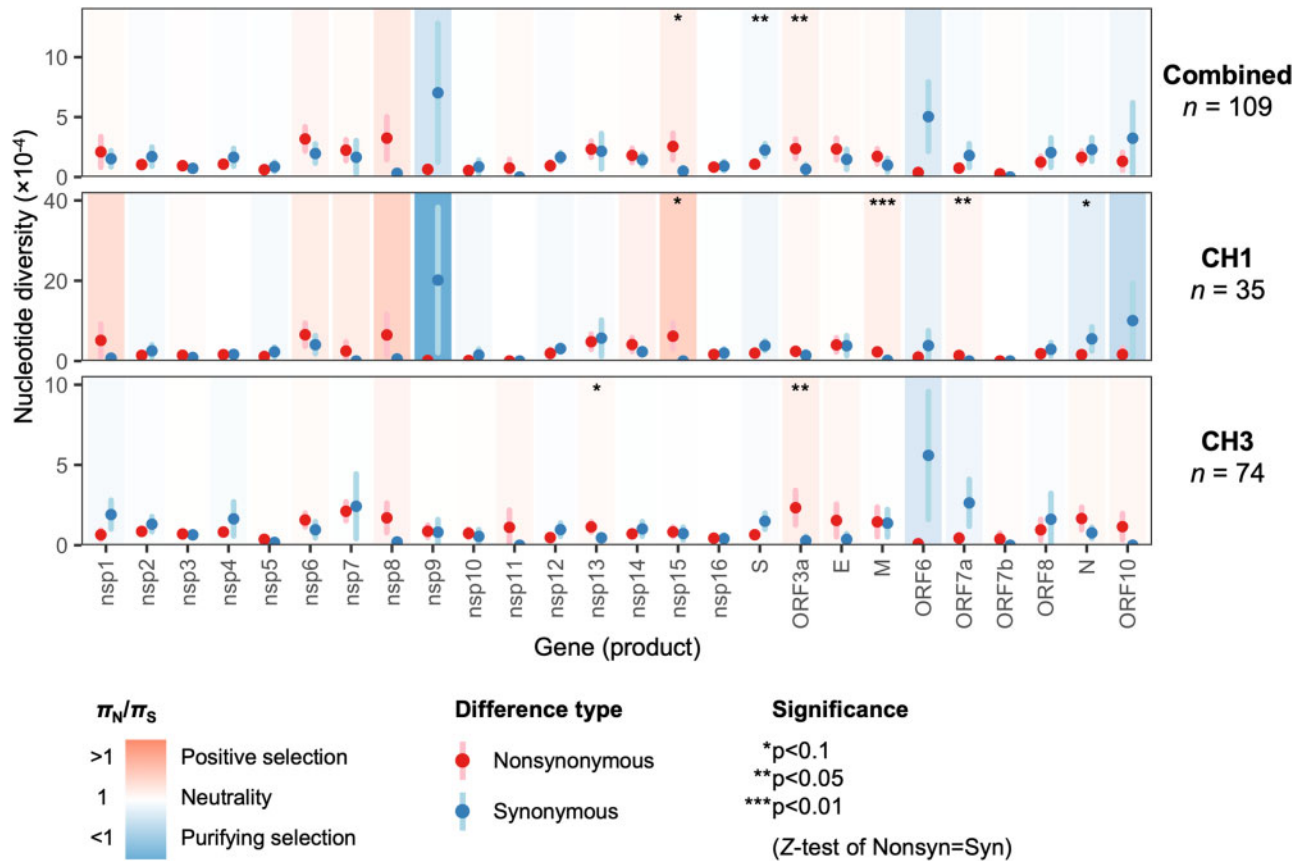 Nucleotide diversity (×10⁻⁴)
10
5
0
*
**
**
Combined
n = 109
40
20
0
*
***
**
*
CH1
n = 35
10
5
0
*
**
CH3
n = 74
nsp1
nsp2
nsp3
nsp4
nsp5
nsp6
nsp7
nsp8
nsp9
nsp10
nsp11
nsp12
nsp13
nsp14
nsp15
nsp16
S
ORF3a
E
M
ORF6
ORF7a
ORF7b
ORF8
N
ORF10
Gene (product)
πN/πS
>1 Positive selection
1 Neutrality
<1 Purifying selection
Difference type
Nonsynonymous
Synonymous
Significance
*p<0.1
**p<0.05
***p<0.01
(Z-test of Nonsyn=Syn)